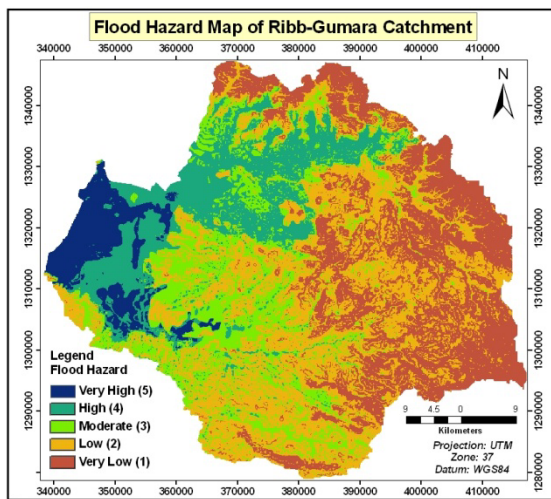 Flood Hazard Map of Ribb-Gumara Catchment
340000 350000 360000 370000 380000 390000 400000 410000
N
1340000
1340000
1330000
1330000
1320000
1320000
1310000
1310000
1300000
1300000
1290000
1290000
1280000
Legend
Flood Hazard
Very High (5)
High (4)
Moderate (3)
Low (2)
Very Low (1)
9 4.5 0 9
Kilometers
Projection: UTM
Zone: 37
Datum: WGS84
340000 350000 360000 370000 380000 390000 400000 410000